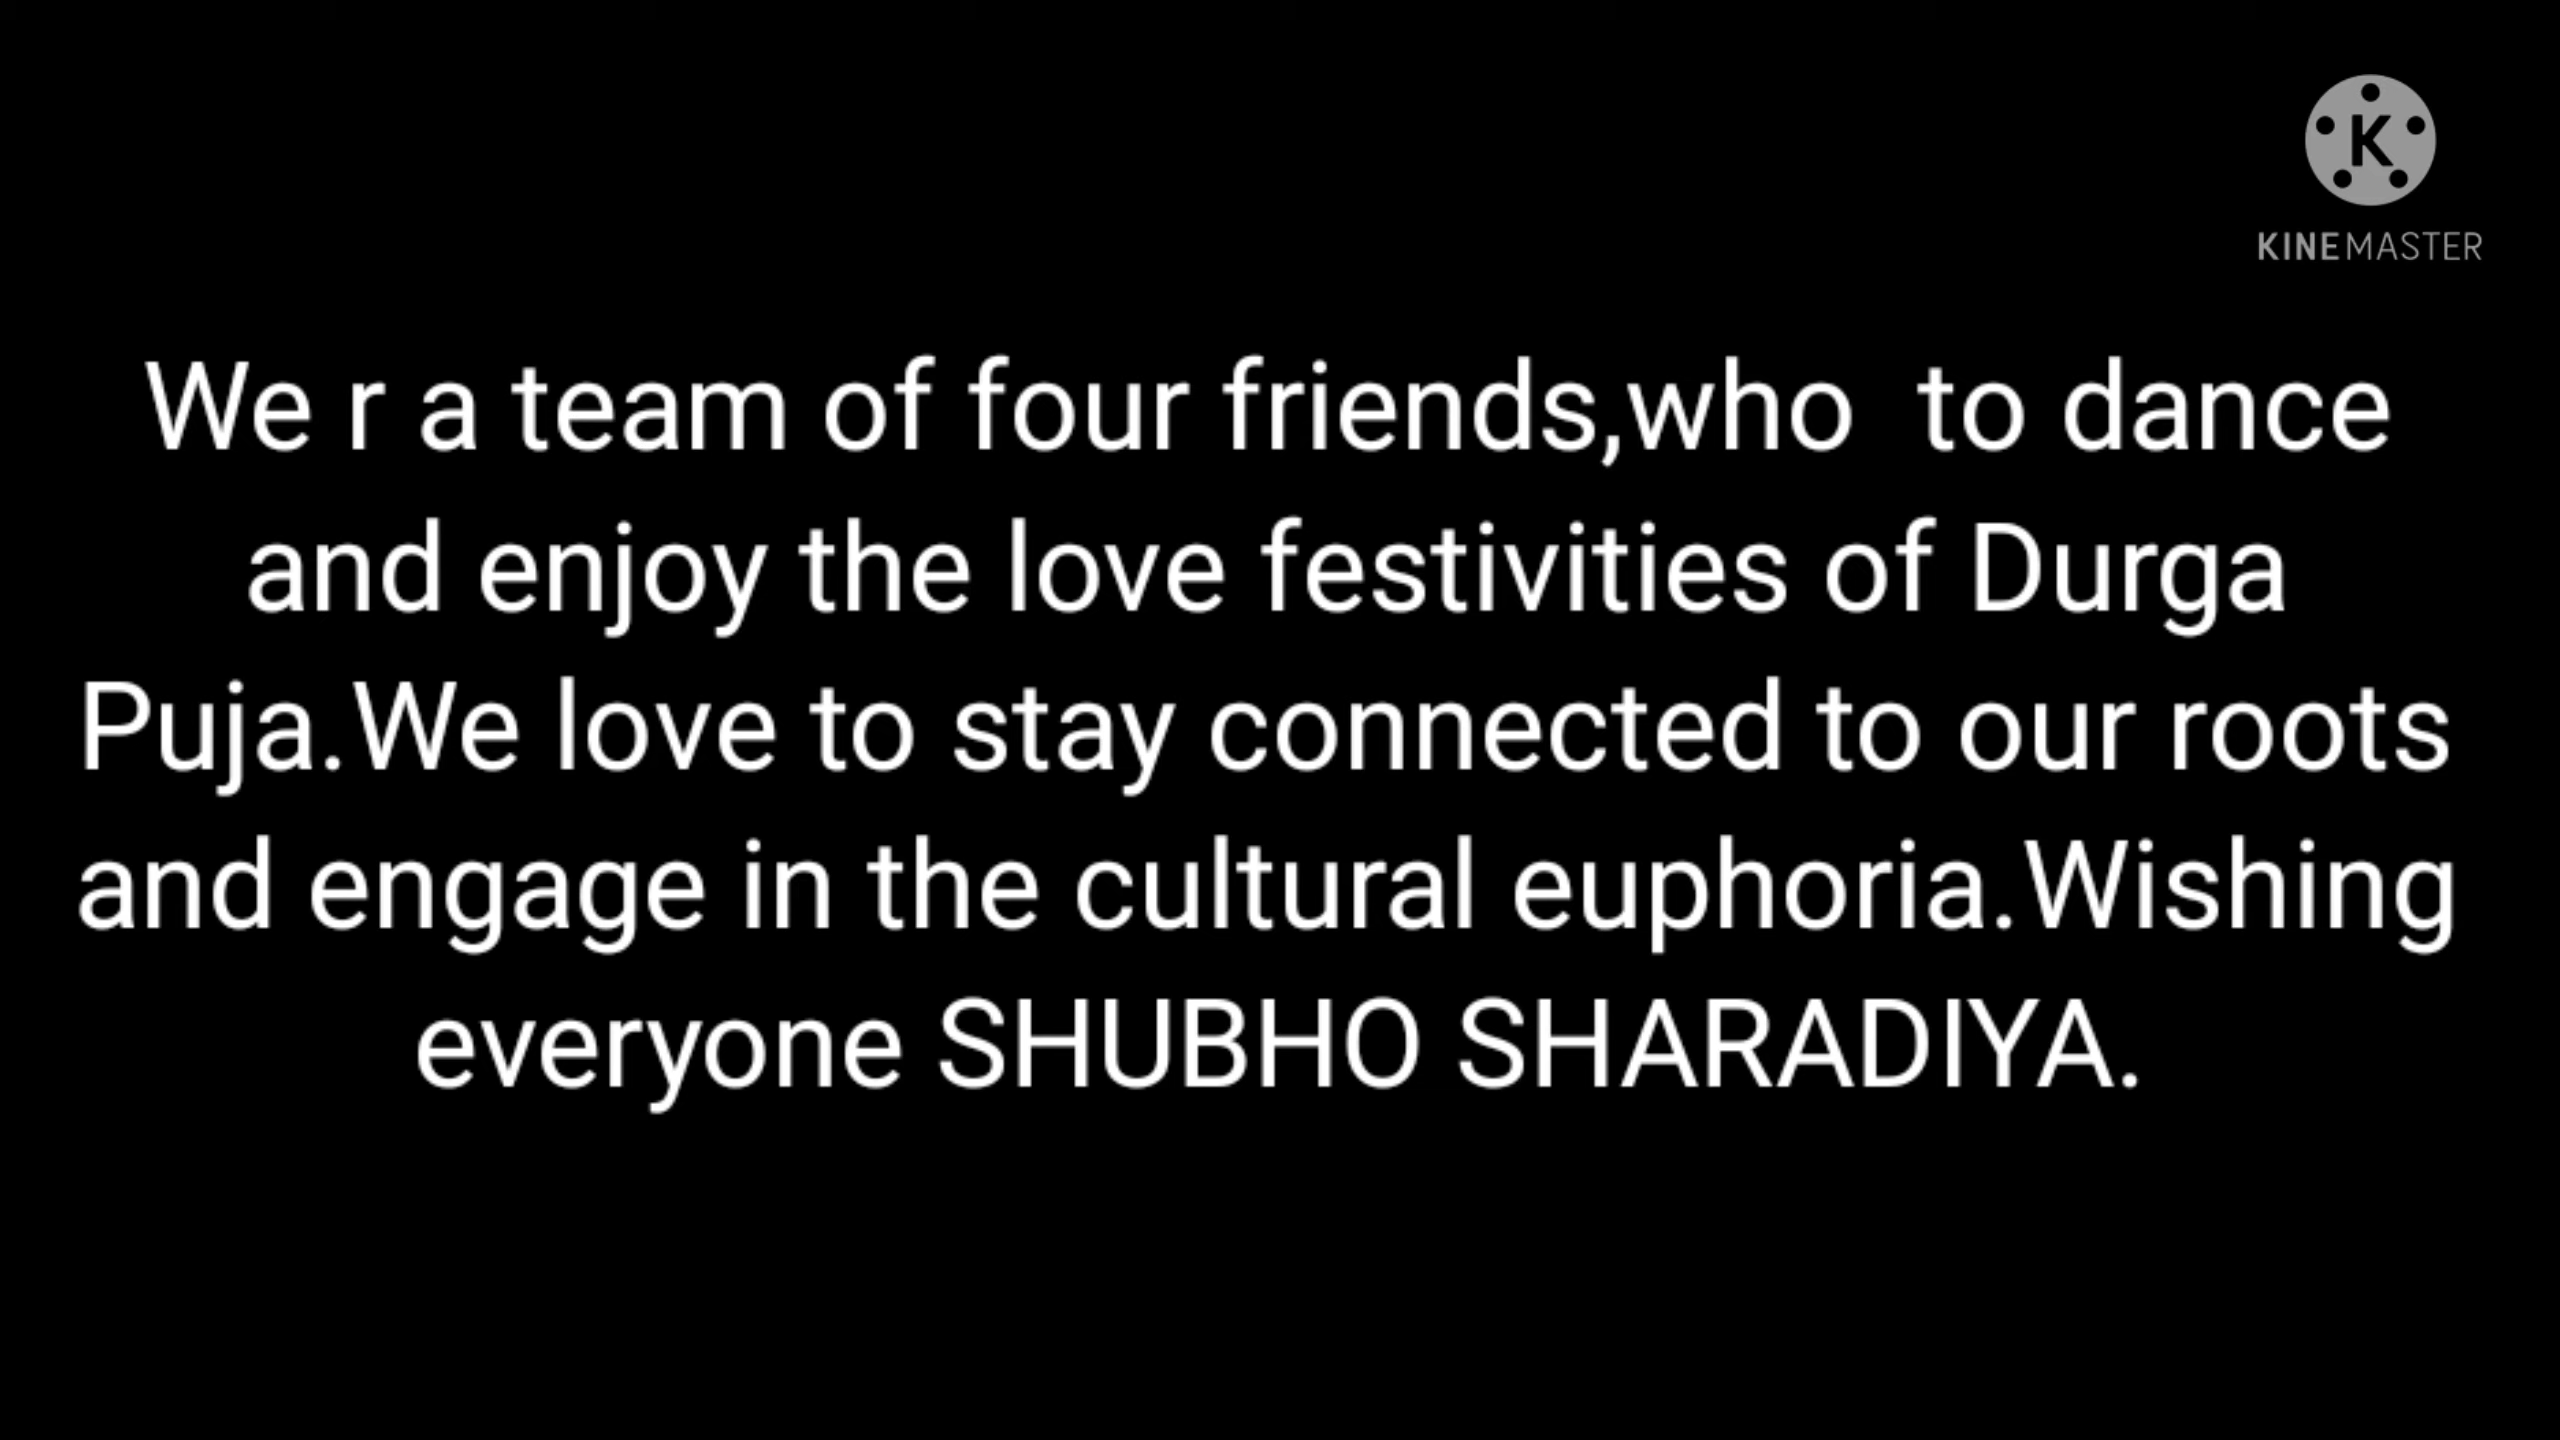 K
KINEMASTER
We r a team of four friends,who  to dance
and enjoy the love festivities of Durga
Puja.We love to stay connected to our roots
and engage in the cultural euphoria.Wishing
everyone SHUBHO SHARADIYA.